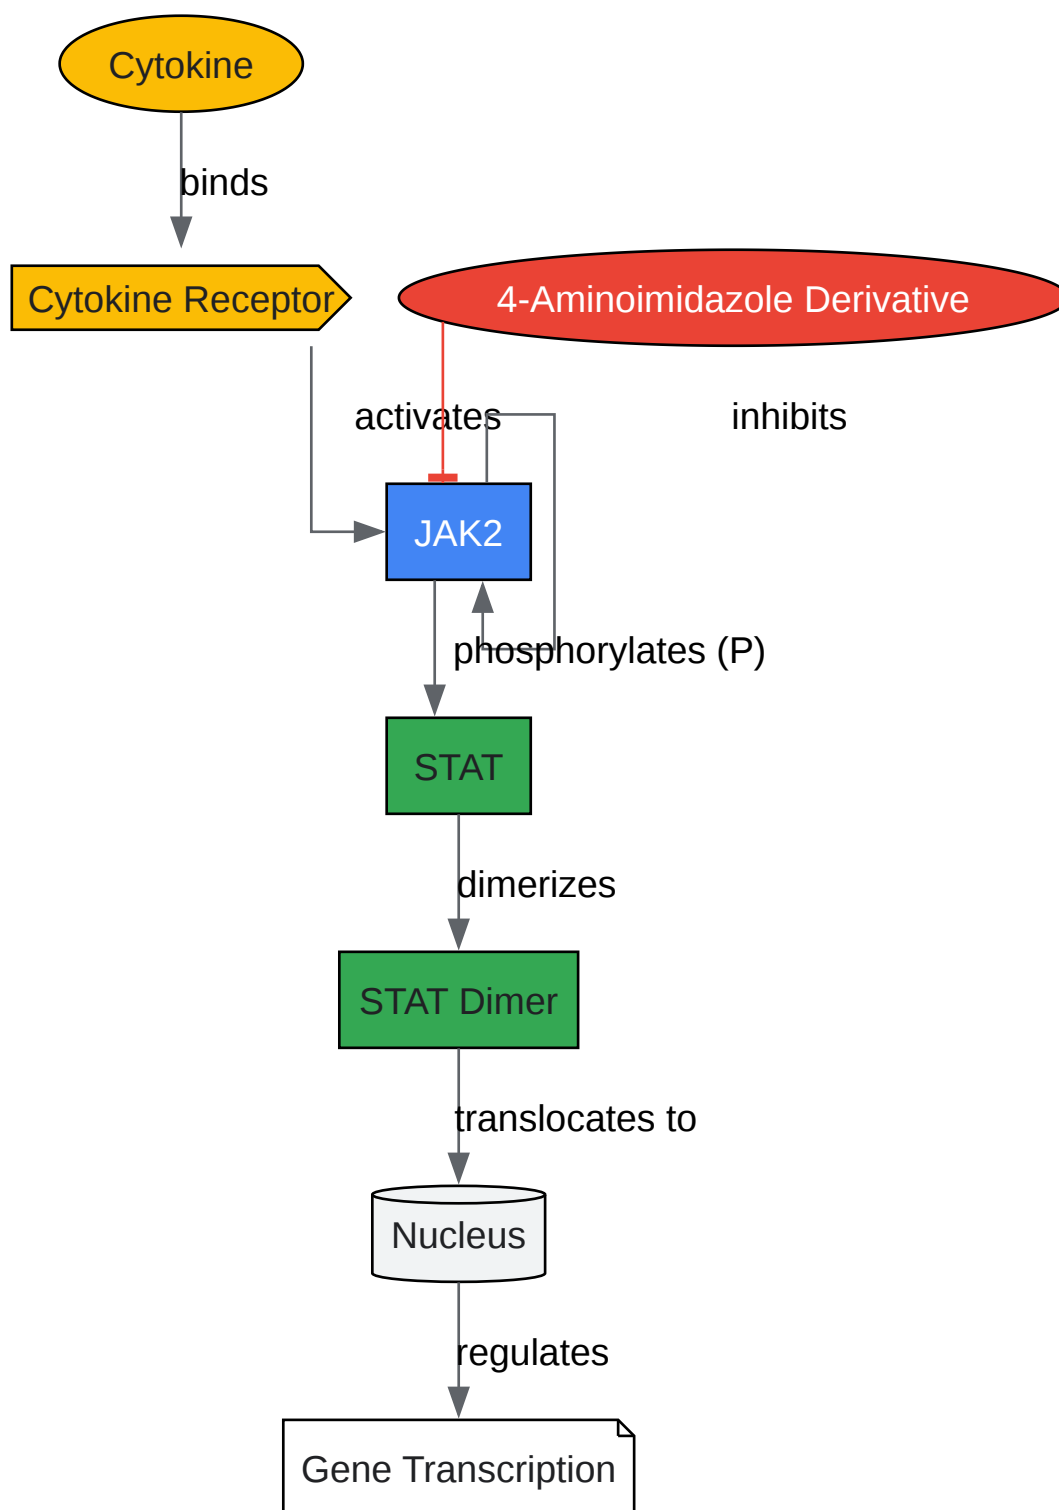 Cytokine
binds
Cytokine Receptor
4-Aminoimidazole Derivative
activates
inhibits
JAK2
phosphorylates (P)
STAT
dimerizes
STAT Dimer
translocates to
Nucleus
regulates
Gene Transcription